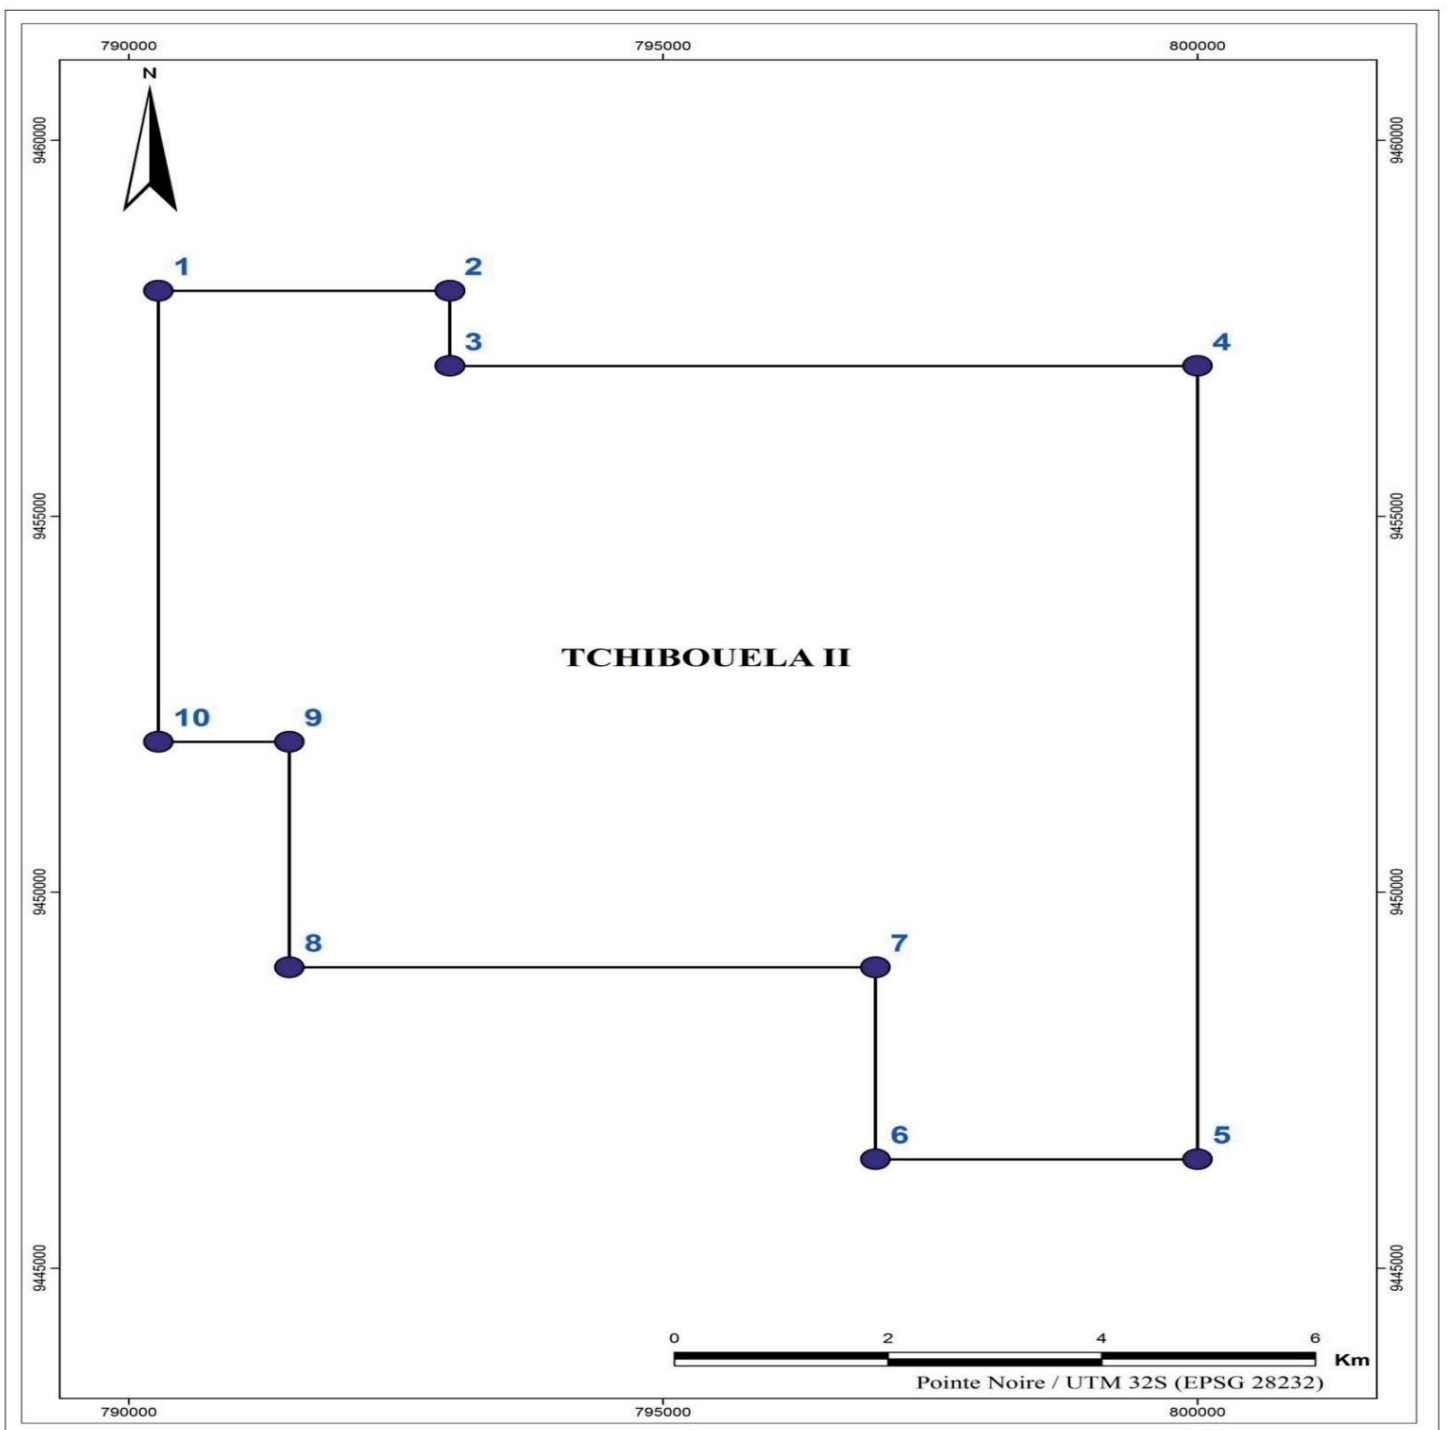 790000 795000 800000
N
9460000 9460000
1 2
3 4
9455000 9455000
TCHIBOUELA II
10 9
9450000 9450000
8 7
6 5
9445000 9445000
0 2 4 6
Km
Pointe Noire / UTM 32S (EPSG 28232)
790000 795000 800000